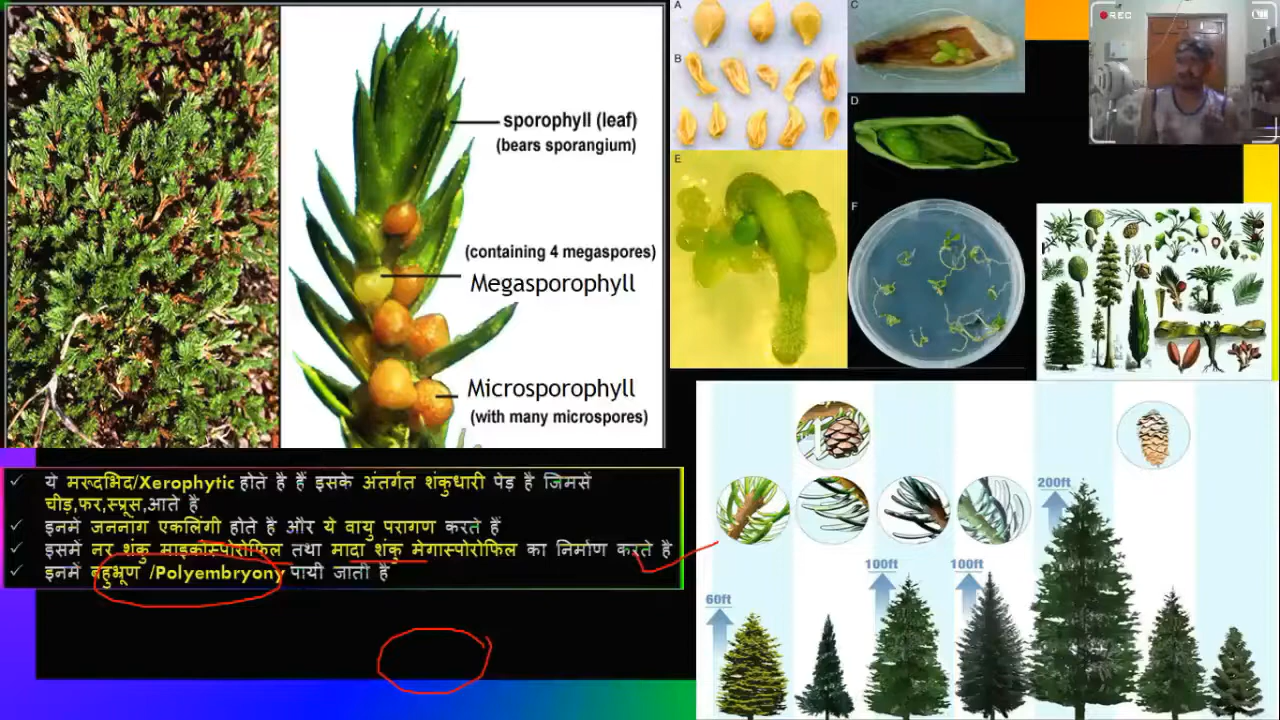 sporophyll (leaf)
(bears sporangium)
(containing 4 megaspores)
Megasporophyll
Microsporophyll
(with many microspores)
A
B
C
D
E
F
REC
ये मरूदभिद/Xerophytic होते है हैं इसके अंतर्गत शंकुधारी पेड़ है जिमसें
चीड़,फर,स्प्रूस,आते है
इनमें जननांग एकलिंगी होते है और ये वायु परागण करते हैं
इसमें नर शंकु माइकोस्पोरोफिल तथा मादा शंकु मेगास्पोरोफिल का निर्माण करते है
इनमें बहुभ्रूण /Polyembryony पायी जाती है
200ft
100ft
100ft
60ft